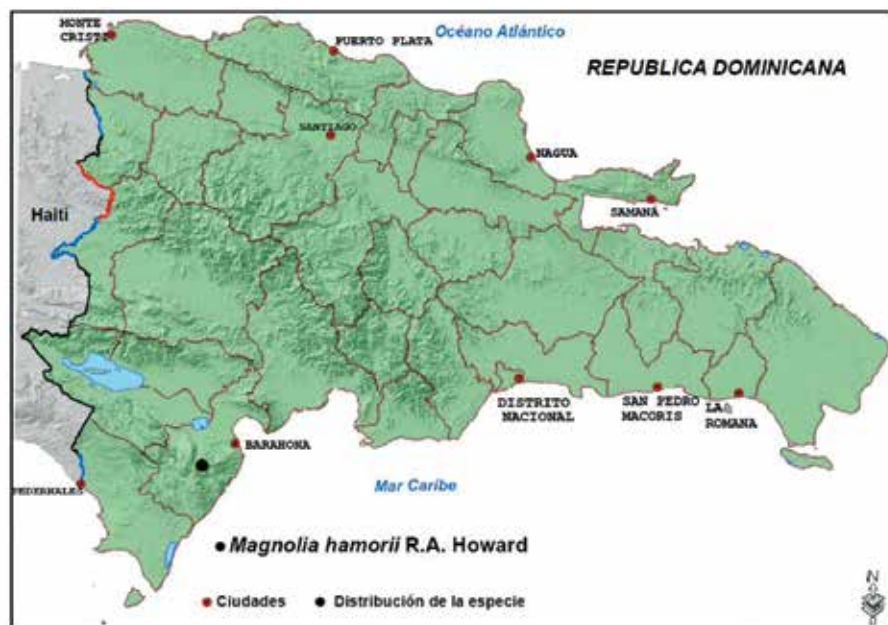 MONTE
CRISTI
PUERTO PLATA
Océano Atlántico
REPUBLICA DOMINICANA
SANTIAGO
NAGUA
SAMANÁ
Haití
DISTRITO
NACIONAL
SAN PEDRO
MACORIS
LA
ROMANA
BARAHONA
PEDERNALES
Mar Caribe
Magnolia hamorii R.A. Howard
Ciudades
Distribución de la especie
N